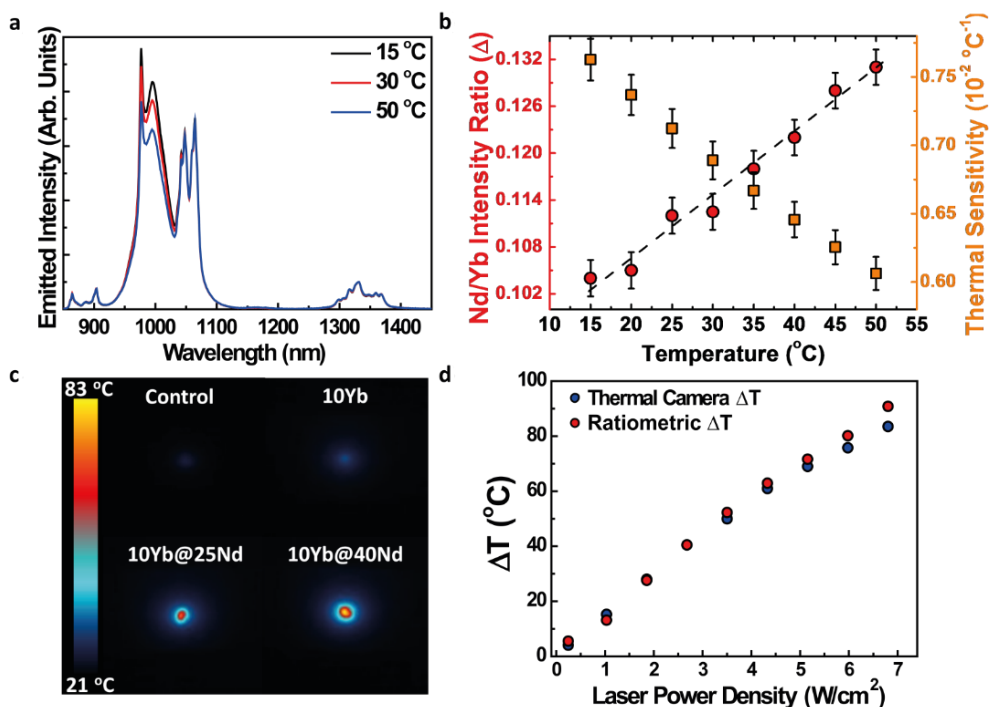 a
Emitted Intensity (Arb. Units)
15 °C
30 °C
50 °C
900 1000 1100 1200 1300 1400
Wavelength (nm)
b
Nd/Yb Intensity Ratio (Δ)
0.132
0.126
0.120
0.114
0.108
0.102
Thermal Sensitivity (10⁻² °C⁻¹)
0.75
0.70
0.65
0.60
10 15 20 25 30 35 40 45 50 55
Temperature (°C)
c
83 °C
21 °C
Control
10Yb
10Yb@25Nd
10Yb@40Nd
d
Thermal Camera ΔT
Ratiometric ΔT
ΔT (°C)
100
80
60
40
20
0
0 1 2 3 4 5 6 7
Laser Power Density (W/cm²)